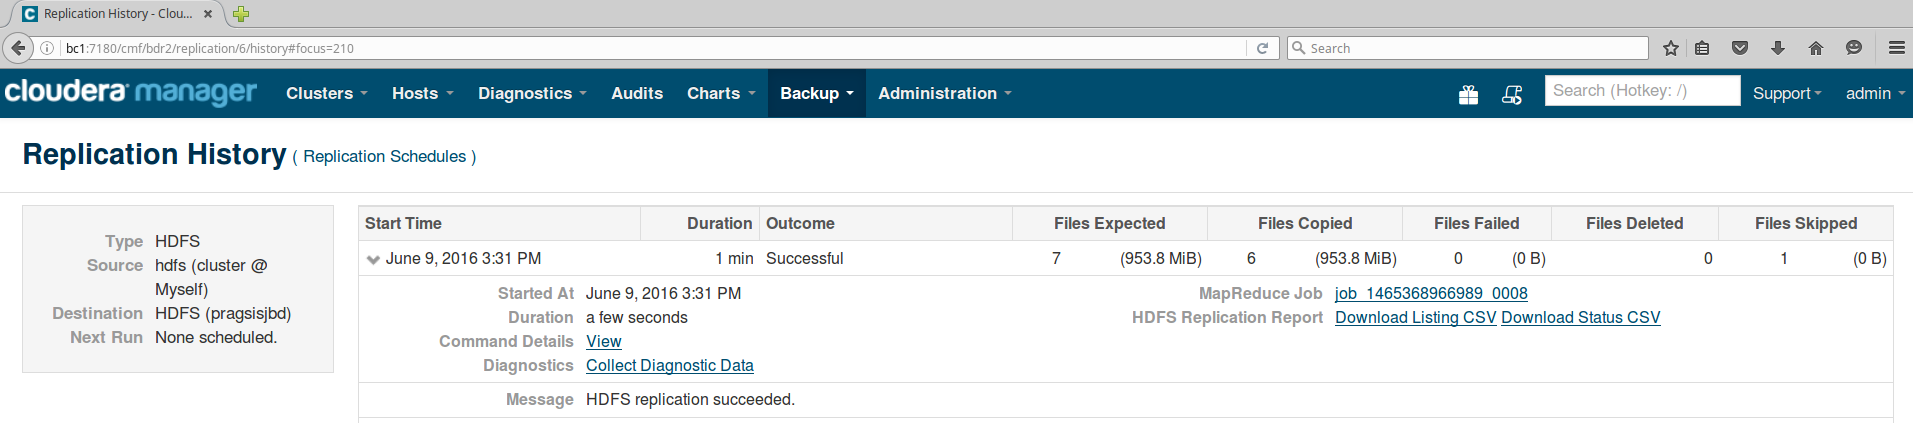 Replication History - Clou...
bc1:7180/cmf/bdr2/replication/6/history#focus=210
Search
cloudera manager Clusters Hosts Diagnostics Audits Charts Backup Administration Search (Hotkey: /) Support admin
Replication History ( Replication Schedules )
Type HDFS
Source hdfs (cluster @
Myself)
Destination HDFS (pragsisjbd)
Next Run None scheduled.
Start Time Duration Outcome Files Expected Files Copied Files Failed Files Deleted Files Skipped
June 9, 2016 3:31 PM 1 min Successful 7 (953.8 MiB) 6 (953.8 MiB) 0 (0 B) 0 1 (0 B)
Started At June 9, 2016 3:31 PM MapReduce Job job_1465368966989_0008
Duration a few seconds HDFS Replication Report Download Listing CSV Download Status CSV
Command Details View
Diagnostics Collect Diagnostic Data
Message HDFS replication succeeded.